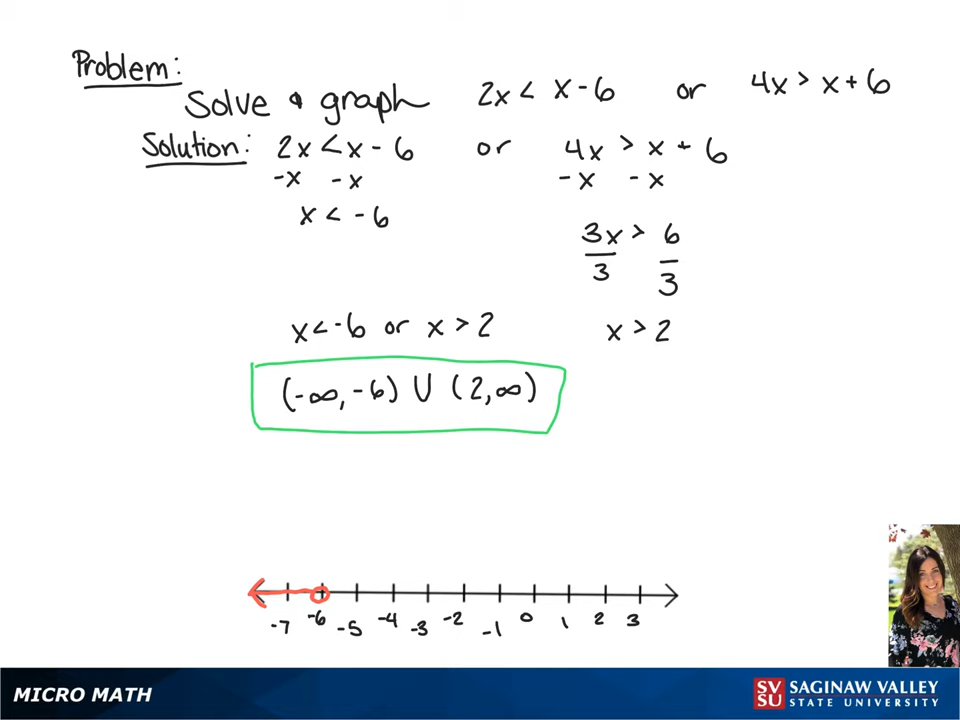 Problem:
Solve & graph 2x < x - 6 or 4x > x + 6
Solution: 2x < x - 6 or 4x > x + 6
-x -x -x -x
x < -6
3x > 6
3 3
x < -6 or x > 2 x > 2
(-∞, -6) ∪ (2, ∞)
-7 -6 -5 -4 -3 -2 -1 0 1 2 3
MICRO MATH
SV SU SAGINAW VALLEY
STATE UNIVERSITY